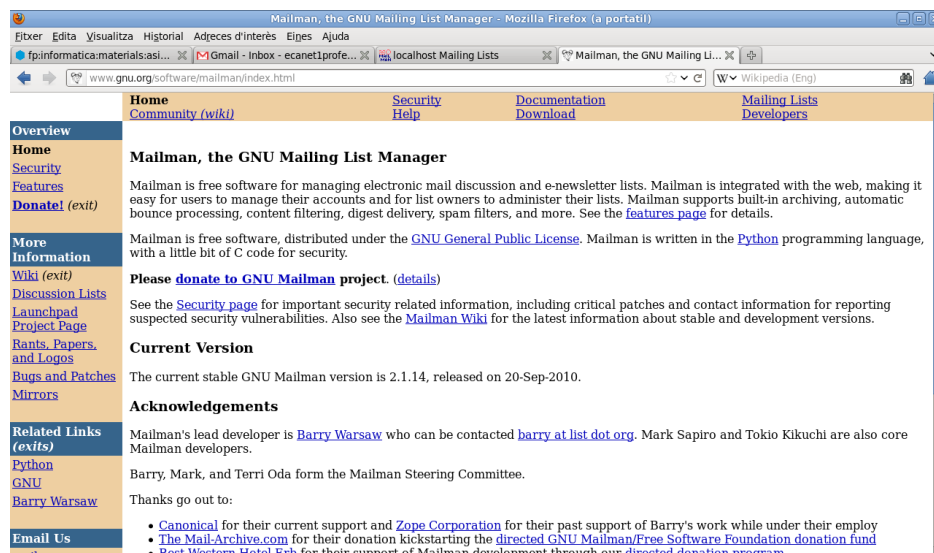 Mailman, the GNU Mailing List Manager - Mozilla Firefox (a portatil)
Fitxer Edita Visualitza Historial Adreces d'interès Eines Ajuda
fp:informatica:materials:asi... Gmail - Inbox - ecanet1profe... localhost Mailing Lists Mailman, the GNU Mailing Li...
www.gnu.org/software/mailman/index.html Wikipedia (Eng)
Home Security Documentation Mailing Lists
Community (wiki) Help Download Developers
Overview
Home
Security
Features
Donate! (exit)
More
Information
Wiki (exit)
Discussion Lists
Launchpad
Project Page
Rants, Papers,
and Logos
Bugs and Patches
Mirrors
Related Links
(exits)
Python
GNU
Barry Warsaw
Email Us
Mailman, the GNU Mailing List Manager
Mailman is free software for managing electronic mail discussion and e-newsletter lists. Mailman is integrated with the web, making it
easy for users to manage their accounts and for list owners to administer their lists. Mailman supports built-in archiving, automatic
bounce processing, content filtering, digest delivery, spam filters, and more. See the features page for details.
Mailman is free software, distributed under the GNU General Public License. Mailman is written in the Python programming language,
with a little bit of C code for security.
Please donate to GNU Mailman project. (details)
See the Security page for important security related information, including critical patches and contact information for reporting
suspected security vulnerabilities. Also see the Mailman Wiki for the latest information about stable and development versions.
Current Version
The current stable GNU Mailman version is 2.1.14, released on 20-Sep-2010.
Acknowledgements
Mailman's lead developer is Barry Warsaw who can be contacted barry at list dot org. Mark Sapiro and Tokio Kikuchi are also core
Mailman developers.
Barry, Mark, and Terri Oda form the Mailman Steering Committee.
Thanks go out to:
• Canonical for their current support and Zope Corporation for their past support of Barry's work while under their employ
• The Mail-Archive.com for their donation kickstarting the directed GNU Mailman/Free Software Foundation donation fund
• Best Western Hotel Erb for their support of Mailman development through our directed donation program